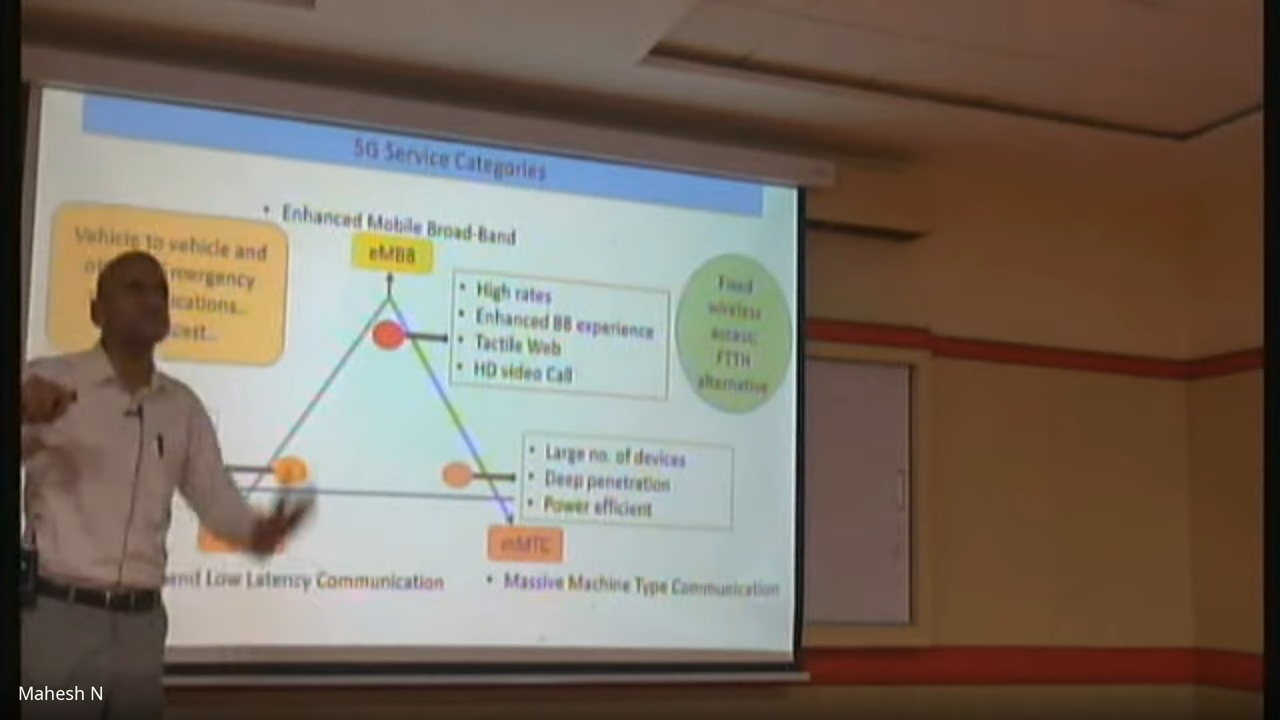 5G Service Categories
• Enhanced Mobile Broad-Band
Vehicle to vehicle and
eMBB
• High rates
• Enhanced BB experience
• Tactile Web
• HD video Call
Fixed
wireless
access:
FTTH
alternative
• Large no. of devices
• Deep penetration
• Power efficient
mMTC
and Low Latency Communication
• Massive Machine Type Communication
Mahesh N